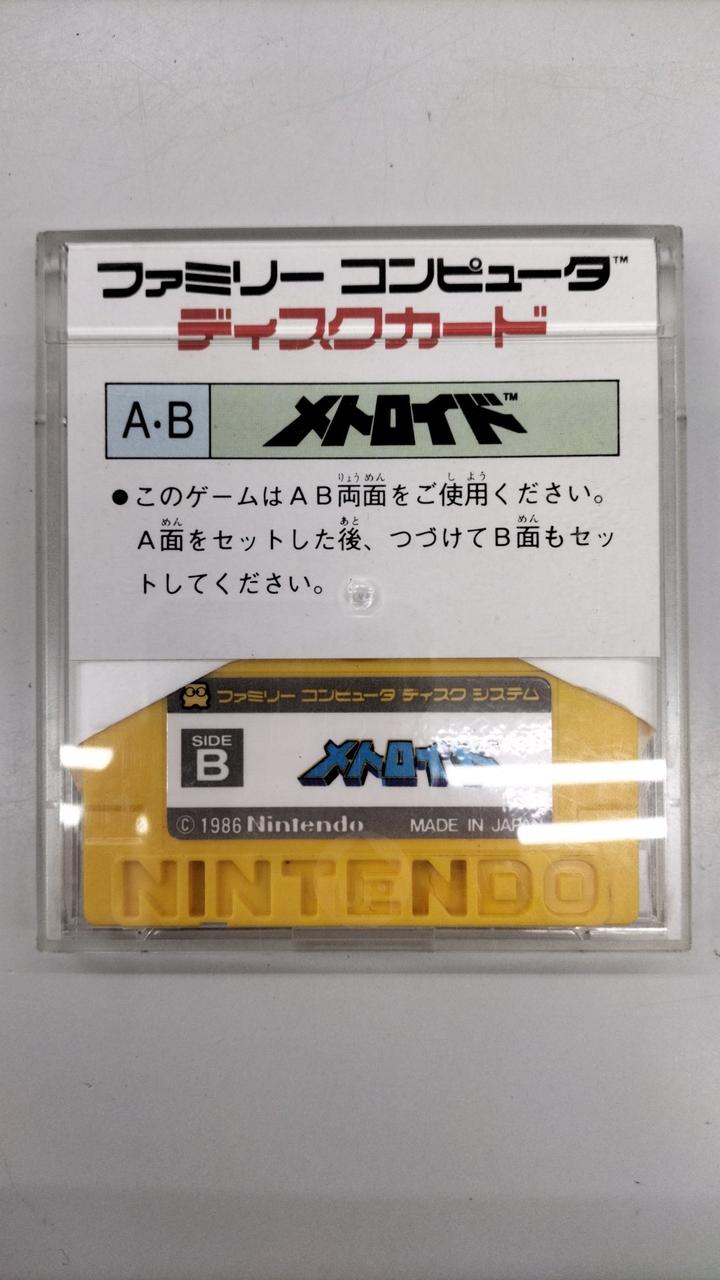 ファミリー コンピュータ™
ディスクカード
A・B メトロイド™
●このゲームはAB両面をご使用ください。
A面をセットした後、つづけてB面もセッ
トしてください。
ファミリー コンピュータ ディスク システム
SIDE
B
メトロイド
© 1986 Nintendo MADE IN JAPAN
NINTENDO